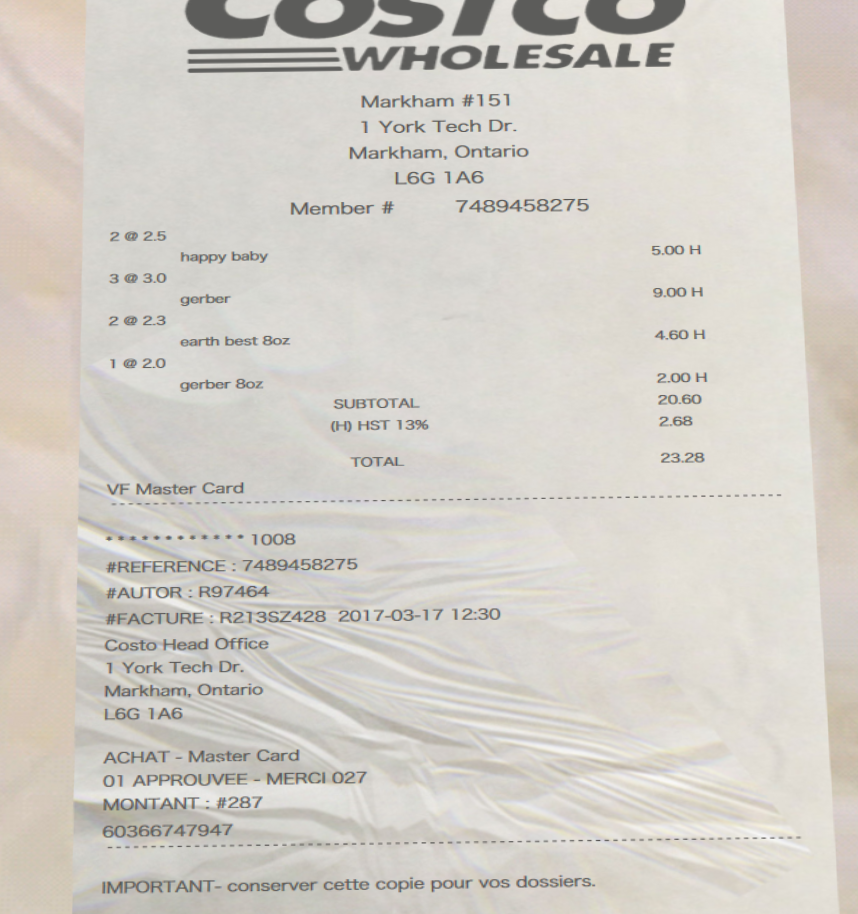 COSTCO
WHOLESALE
Markham #151
1 York Tech Dr.
Markham, Ontario
L6G 1A6
Member # 7489458275
2 @ 2.5
happy baby 5.00 H
3 @ 3.0
gerber 9.00 H
2 @ 2.3
earth best 8oz 4.60 H
1 @ 2.0
gerber 8oz 2.00 H
SUBTOTAL 20.60
(H) HST 13% 2.68
TOTAL 23.28
VF Master Card
************1008
#REFERENCE : 7489458275
#AUTOR : R97464
#FACTURE : R213SZ428 2017-03-17 12:30
Costo Head Office
1 York Tech Dr.
Markham, Ontario
L6G 1A6
ACHAT - Master Card
01 APPROUVEE - MERCI 027
MONTANT : #287
60366747947
IMPORTANT- conserver cette copie pour vos dossiers.